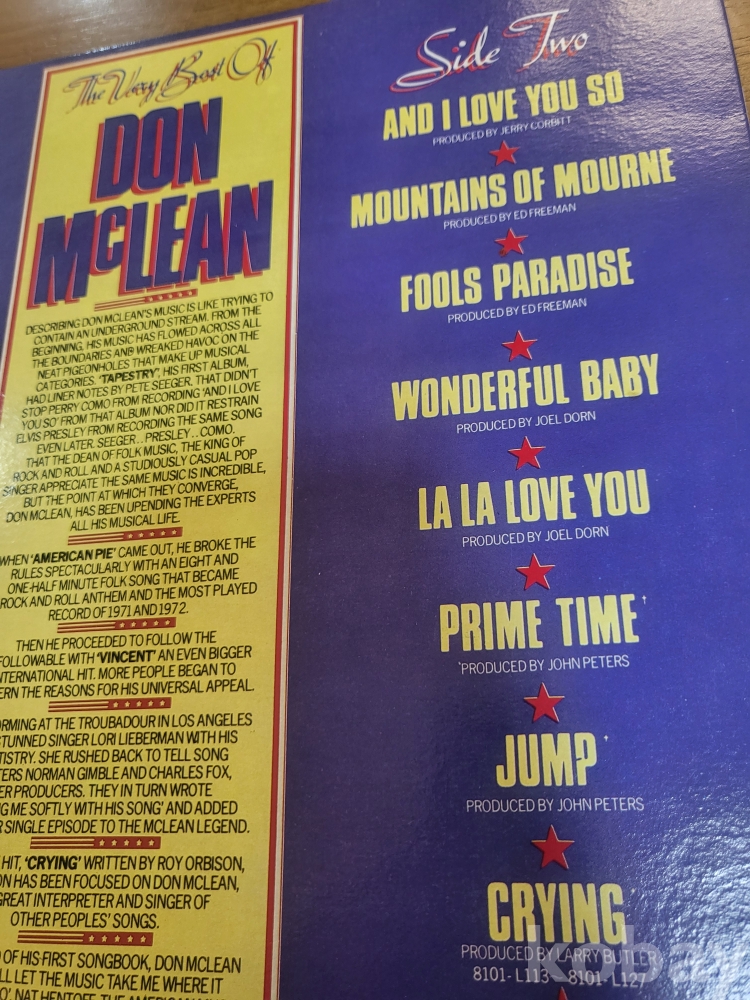 The Very Best Of
DON
McLEAN
DESCRIBING DON MCLEAN'S MUSIC IS LIKE TRYING TO
CONTAIN AN UNDERGROUND STREAM. FROM THE
BEGINNING, HIS MUSIC HAS FLOWED ACROSS ALL
THE BOUNDARIES AND WREAKED HAVOC ON THE
NEAT PIGEONHOLES THAT MAKE UP MUSICAL
CATEGORIES. 'TAPESTRY', HIS FIRST ALBUM,
HAD LINER NOTES BY PETE SEEGER. THAT DIDN'T
STOP PERRY COMO FROM RECORDING 'AND I LOVE
YOU SO' FROM THAT ALBUM NOR DID IT RESTRAIN
ELVIS PRESLEY FROM RECORDING THE SAME SONG
EVEN LATER. SEEGER.. PRESLEY.. COMO.
THAT THE DEAN OF FOLK MUSIC, THE KING OF
ROCK AND ROLL AND A STUDIOUSLY CASUAL POP
SINGER APPRECIATE THE SAME MUSIC IS INCREDIBLE,
BUT THE POINT AT WHICH THEY CONVERGE,
DON MCLEAN, HAS BEEN UPENDING THE EXPERTS
ALL HIS MUSICAL LIFE.
WHEN 'AMERICAN PIE' CAME OUT, HE BROKE THE
RULES SPECTACULARLY WITH AN EIGHT AND
ONE-HALF MINUTE FOLK SONG THAT BECAME
ROCK AND ROLL ANTHEM AND THE MOST PLAYED
RECORD OF 1971 AND 1972.
THEN HE PROCEEDED TO FOLLOW THE
FOLLOWABLE WITH 'VINCENT' AN EVEN BIGGER
NTERNATIONAL HIT. MORE PEOPLE BEGAN TO
ERN THE REASONS FOR HIS UNIVERSAL APPEAL.
ORMING AT THE TROUBADOUR IN LOS ANGELES
STUNNED SINGER LORI LIEBERMAN WITH HIS
TISTRY. SHE RUSHED BACK TO TELL SONG
TERS NORMAN GIMBLE AND CHARLES FOX,
ER PRODUCERS. THEY IN TURN WROTE
G ME SOFTLY WITH HIS SONG' AND ADDED
R SINGLE EPISODE TO THE MCLEAN LEGEND.
HIT, 'CRYING' WRITTEN BY ROY ORBISON,
ON HAS BEEN FOCUSED ON DON MCLEAN,
GREAT INTERPRETER AND SINGER OF
OTHER PEOPLES' SONGS.
OF HIS FIRST SONGBOOK, DON MCLEAN
LL LET THE MUSIC TAKE ME WHERE IT
O'. NAT HENTOFF, THE AMERICAN
Side Two
AND I LOVE YOU SO
PRODUCED BY JERRY CORBITT
MOUNTAINS OF MOURNE
PRODUCED BY ED FREEMAN
FOOLS PARADISE
PRODUCED BY ED FREEMAN
WONDERFUL BABY
PRODUCED BY JOEL DORN
LA LA LOVE YOU
PRODUCED BY JOEL DORN
PRIME TIME†
*PRODUCED BY JOHN PETERS
JUMP†
PRODUCED BY JOHN PETERS
CRYING
PRODUCED BY LARRY BUTLER
8101-L113 - 8101-L127